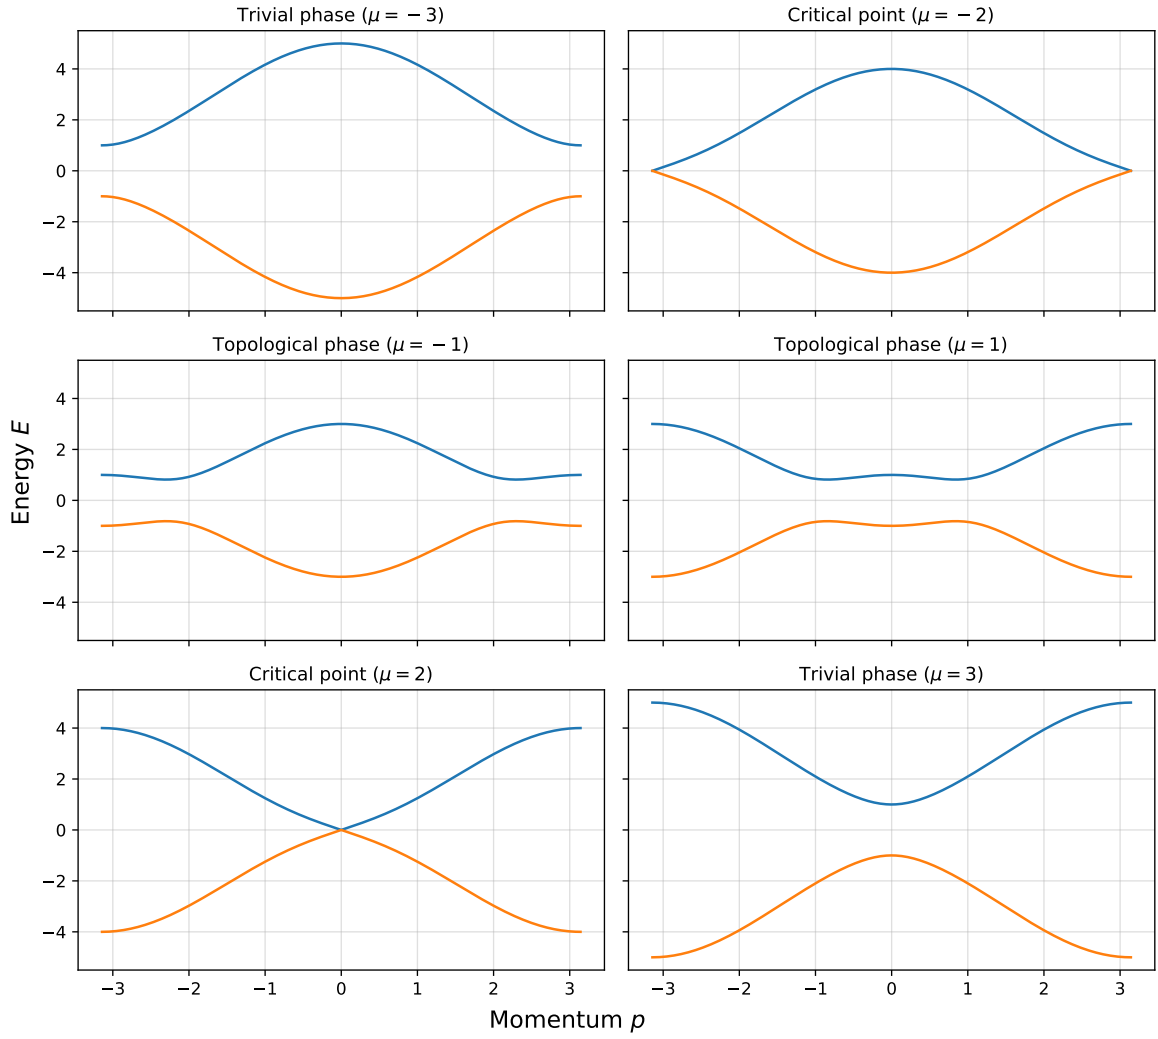 Trivial phase (μ = −3)
Critical point (μ = −2)
4
2
0
−2
−4
Topological phase (μ = −1)
Topological phase (μ = 1)
Energy E
4
2
0
−2
−4
Critical point (μ = 2)
Trivial phase (μ = 3)
4
2
0
−2
−4
−3 −2 −1 0 1 2 3
−3 −2 −1 0 1 2 3
Momentum p